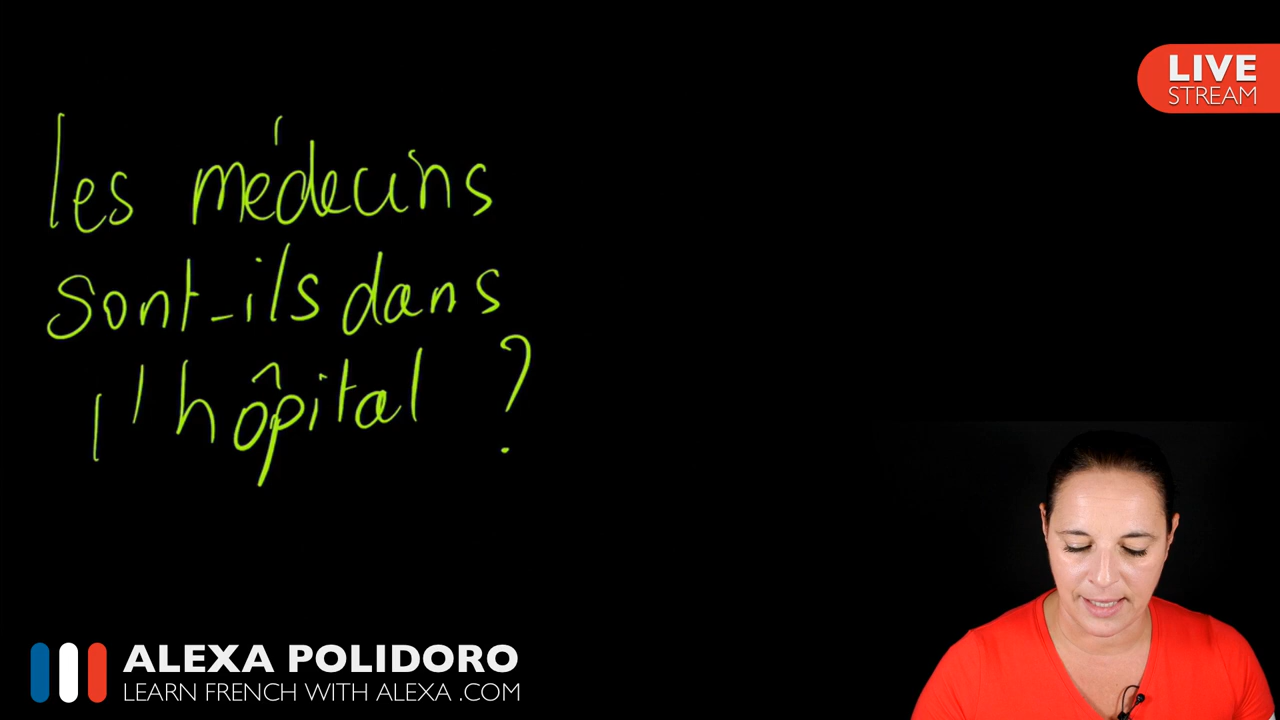 LIVE
STREAM
les médecins
sont-ils dans
l'hôpital ?
ALEXA POLIDORO
LEARN FRENCH WITH ALEXA .COM